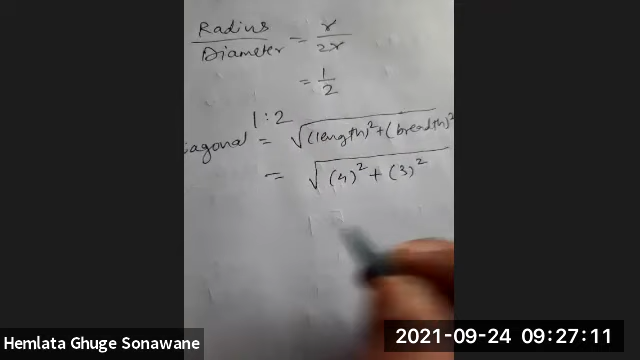 Radius / Diameter = r / 2r
= 1 / 2
1 : 2
iagonal = √(length)² + (breadth)²
= √(4)² + (3)²
Hemlata Ghuge Sonawane
2021-09-24 09:27:11